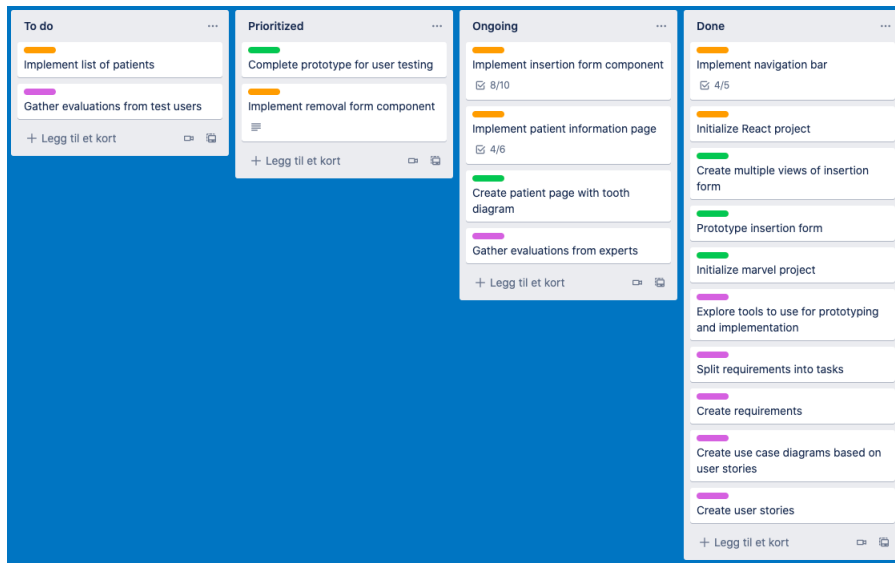 To do
Implement list of patients
Gather evaluations from test users
+ Legg til et kort
Prioritized
Complete prototype for user testing
Implement removal form component
+ Legg til et kort
Ongoing
Implement insertion form component
8/10
Implement patient information page
4/6
Create patient page with tooth
diagram
Gather evaluations from experts
+ Legg til et kort
Done
Implement navigation bar
4/5
Initialize React project
Create multiple views of insertion
form
Prototype insertion form
Initialize marvel project
Explore tools to use for prototyping
and implementation
Split requirements into tasks
Create requirements
Create use case diagrams based on
user stories
Create user stories
+ Legg til et kort